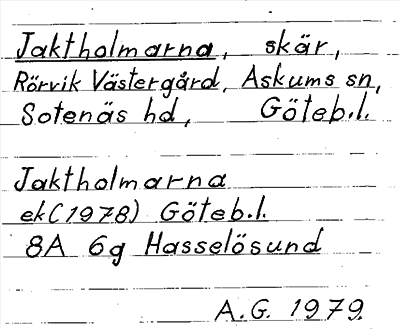 Jaktholmarna, skär,
Rörvik Västergård, Askums sn,
Sotenäs hd, Göteb.l.
Jaktholmarna
ek(1978) Göteb.l.
8A 6g Hasselösund
A.G. 1979.